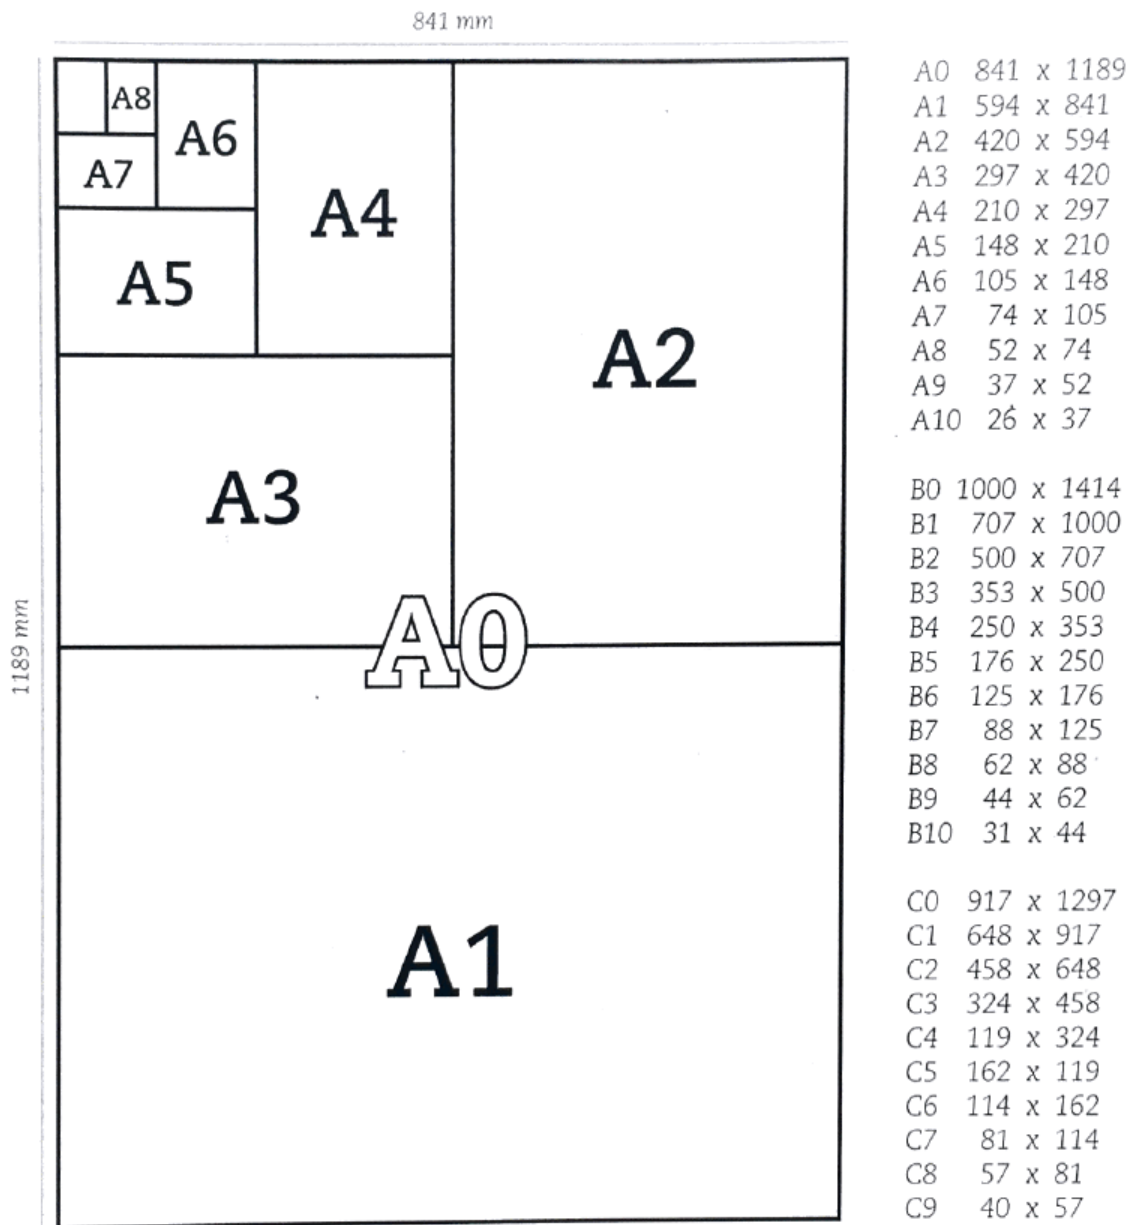 841 mm
1189 mm
A8
A6
A7
A4
A5
A2
A3
A0
A1
A0 841 x 1189
A1 594 x 841
A2 420 x 594
A3 297 x 420
A4 210 x 297
A5 148 x 210
A6 105 x 148
A7 74 x 105
A8 52 x 74
A9 37 x 52
A10 26 x 37
B0 1000 x 1414
B1 707 x 1000
B2 500 x 707
B3 353 x 500
B4 250 x 353
B5 176 x 250
B6 125 x 176
B7 88 x 125
B8 62 x 88
B9 44 x 62
B10 31 x 44
C0 917 x 1297
C1 648 x 917
C2 458 x 648
C3 324 x 458
C4 119 x 324
C5 162 x 119
C6 114 x 162
C7 81 x 114
C8 57 x 81
C9 40 x 57